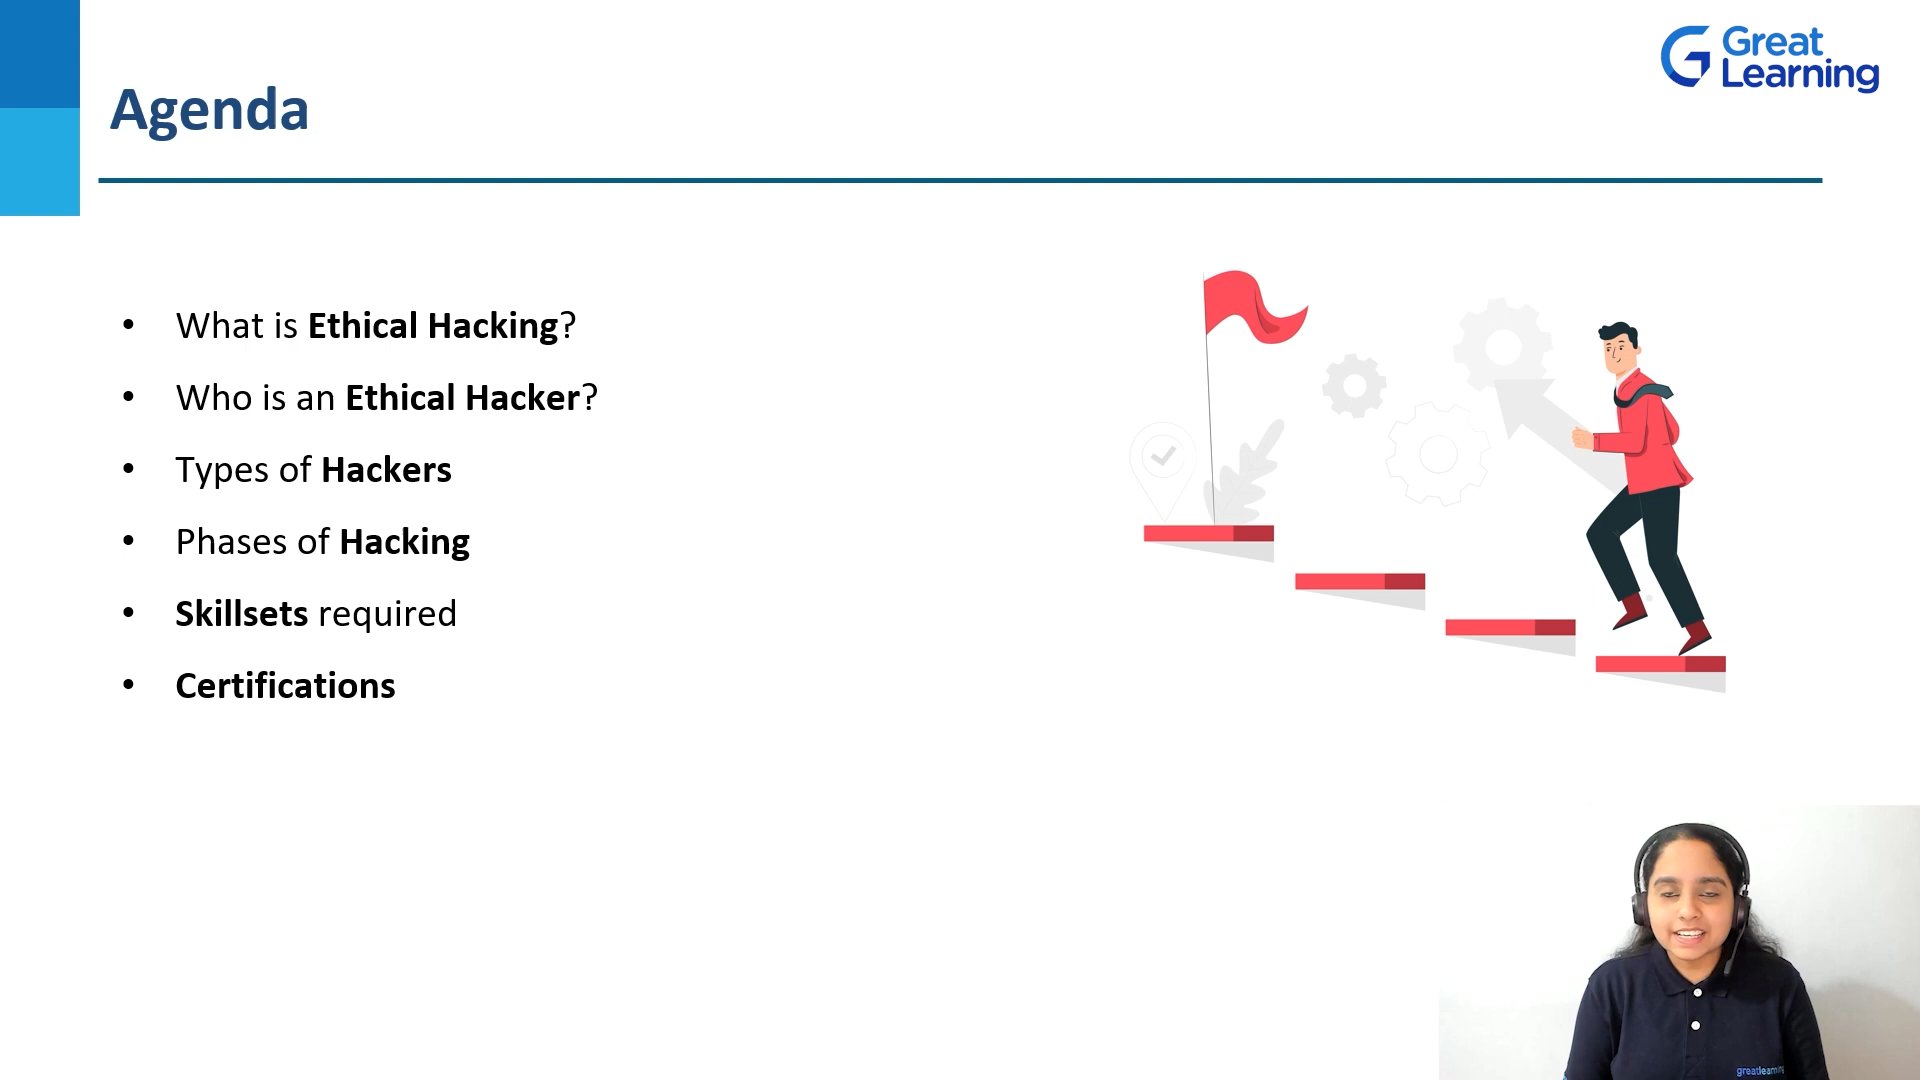 Great
Learning
Agenda
• What is Ethical Hacking?
• Who is an Ethical Hacker?
• Types of Hackers
• Phases of Hacking
• Skillsets required
• Certifications
greatlearning